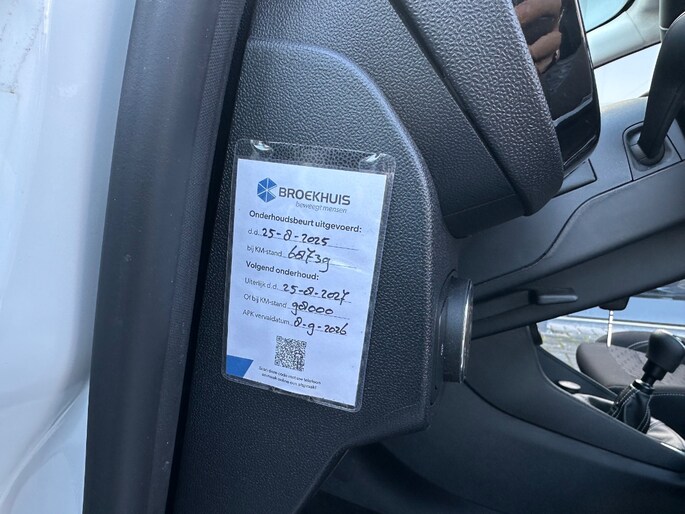 BROEKHUIS
beweegt mensen
Onderhoudsbeurt uitgevoerd:
d.d. 25-8-2025
bij KM-stand 68739
Volgend onderhoud:
Uiterlijk d.d. 25-8-2027
Of bij KM-stand 98000
APK vervaldatum 8-9-2026